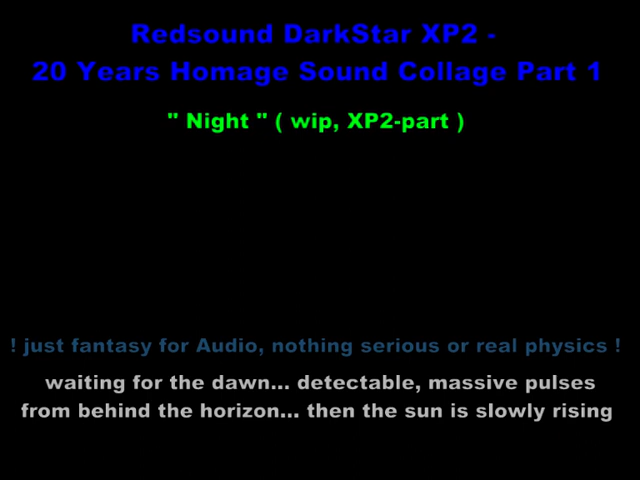 Redsound DarkStar XP2 -
20 Years Homage Sound Collage Part 1
" Night " ( wip, XP2-part )
! just fantasy for Audio, nothing serious or real physics !
waiting for the dawn... detectable, massive pulses
from behind the horizon... then the sun is slowly rising